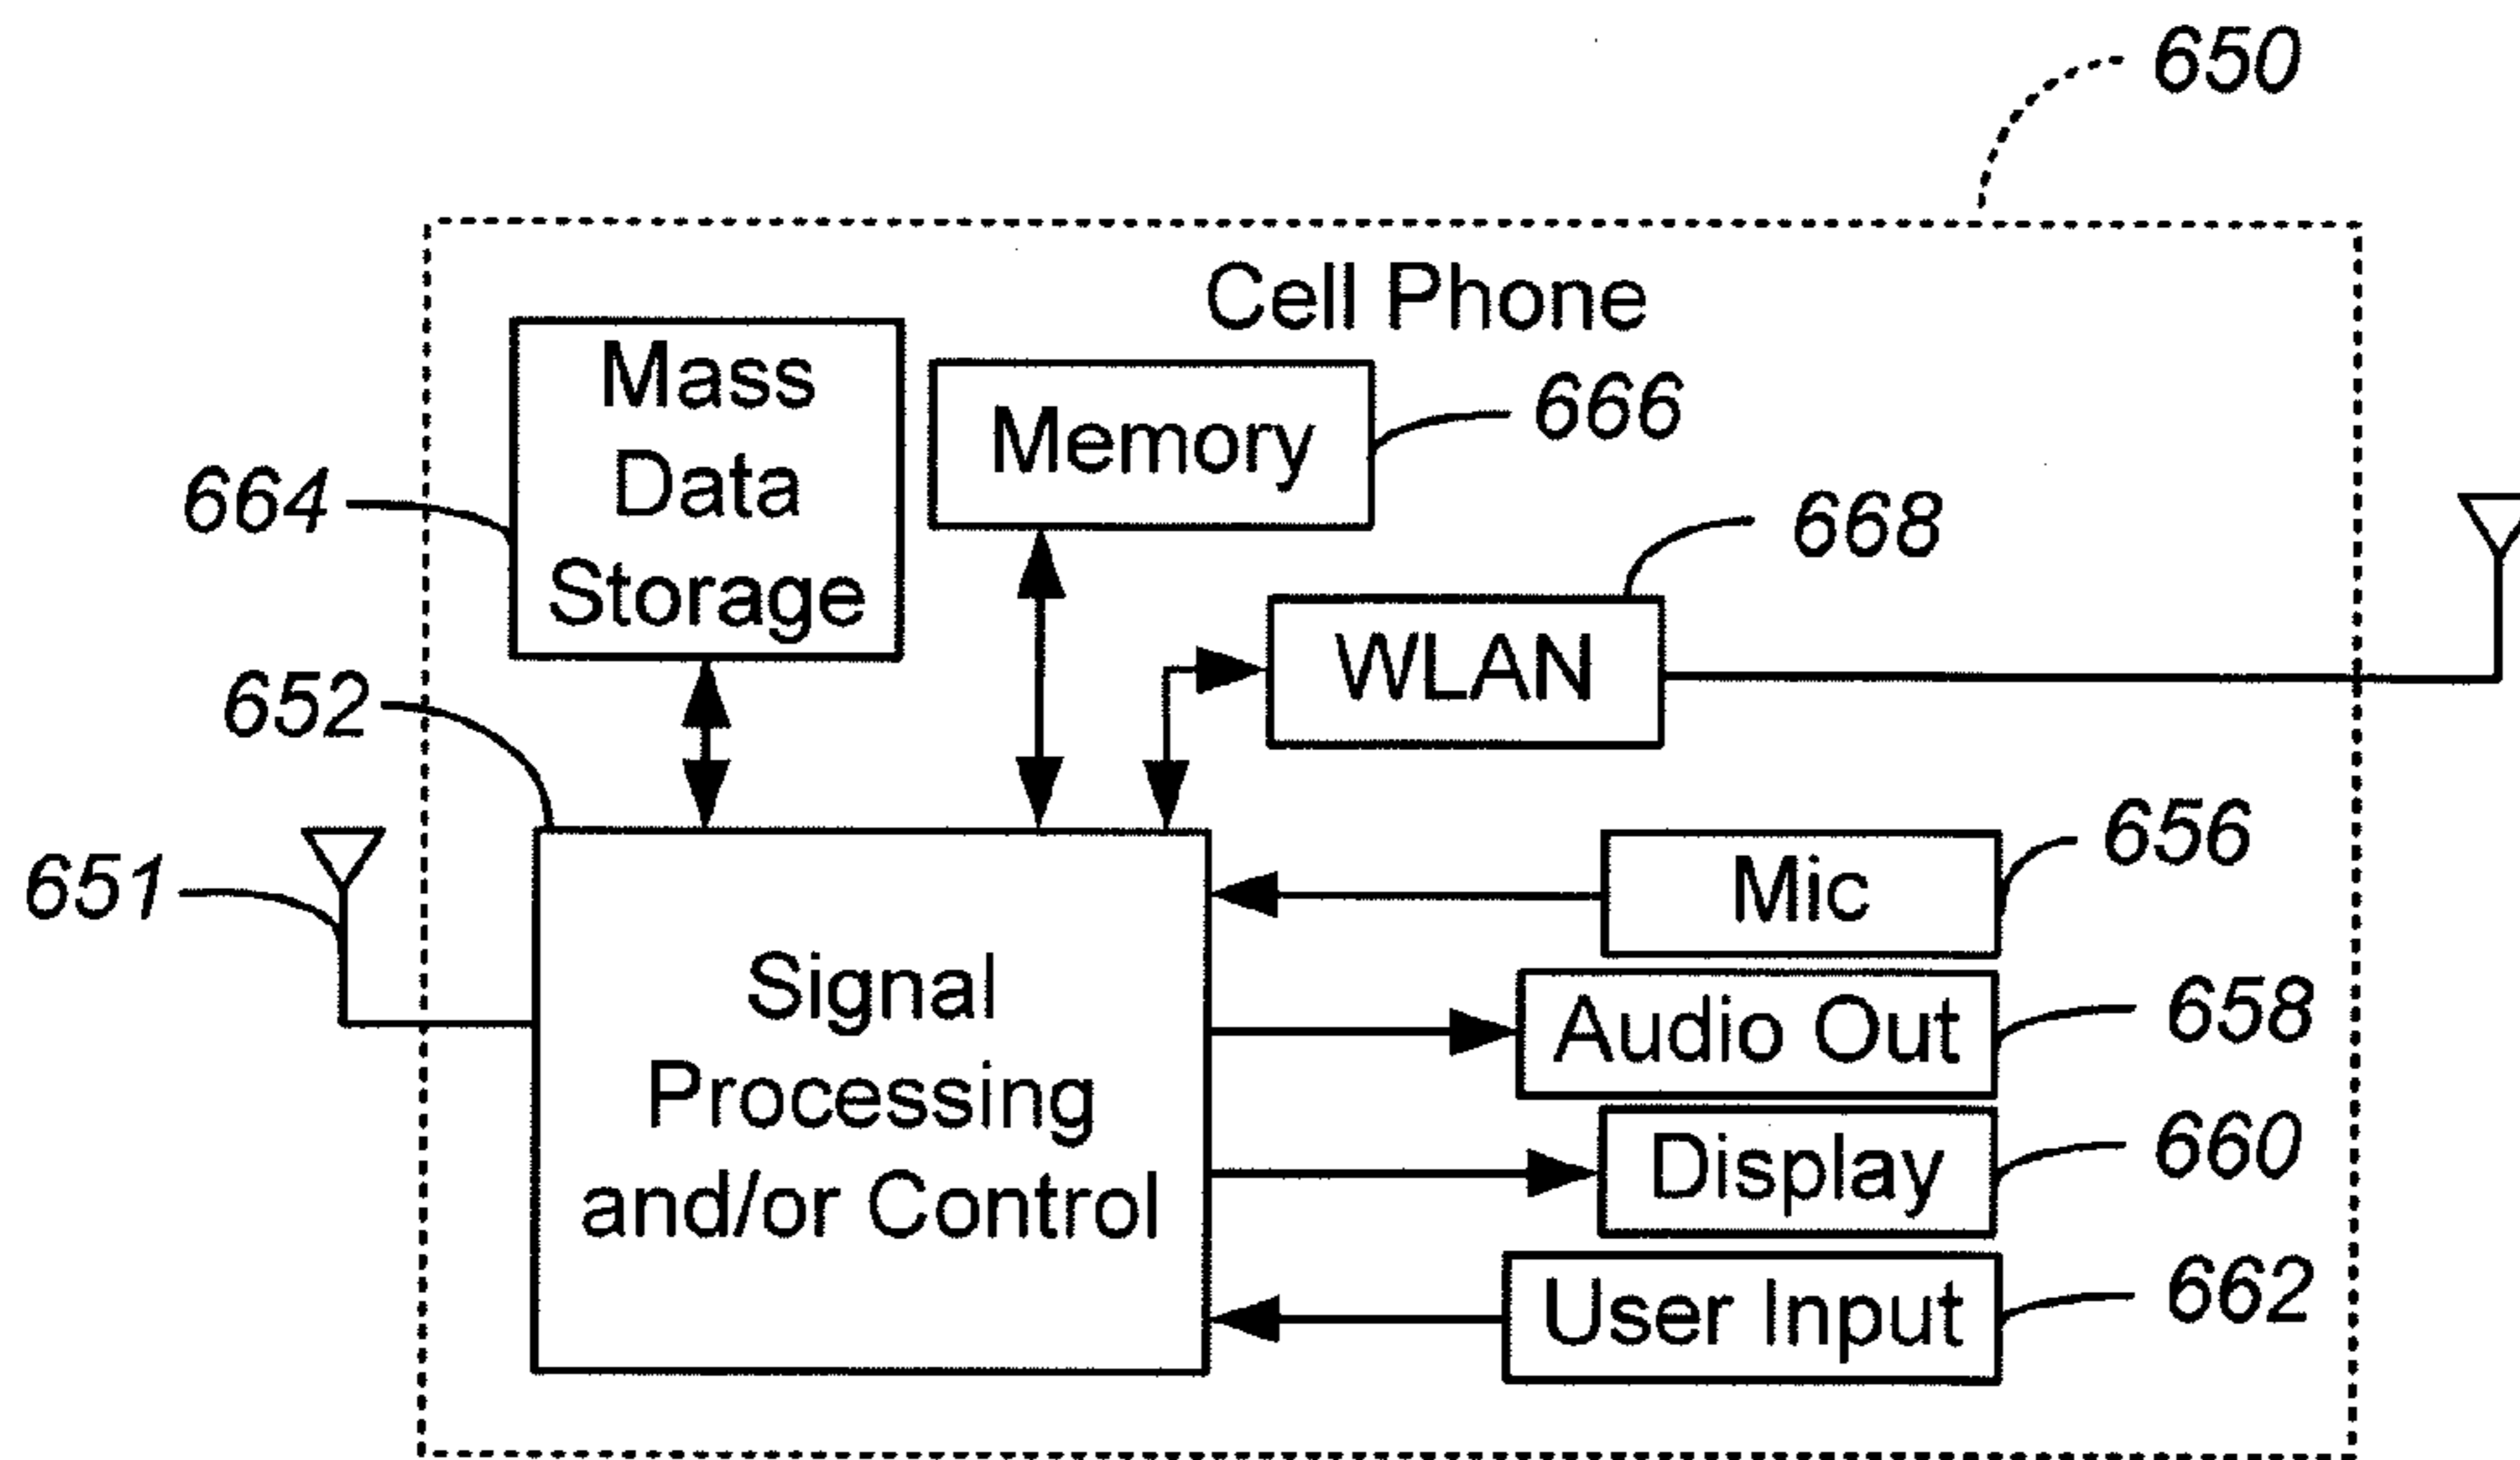 650
Cell Phone
Mass
Data
Storage
664
Memory
666
668
WLAN
652
651
Signal
Processing
and/or Control
Mic
656
Audio Out
658
Display
660
User Input
662